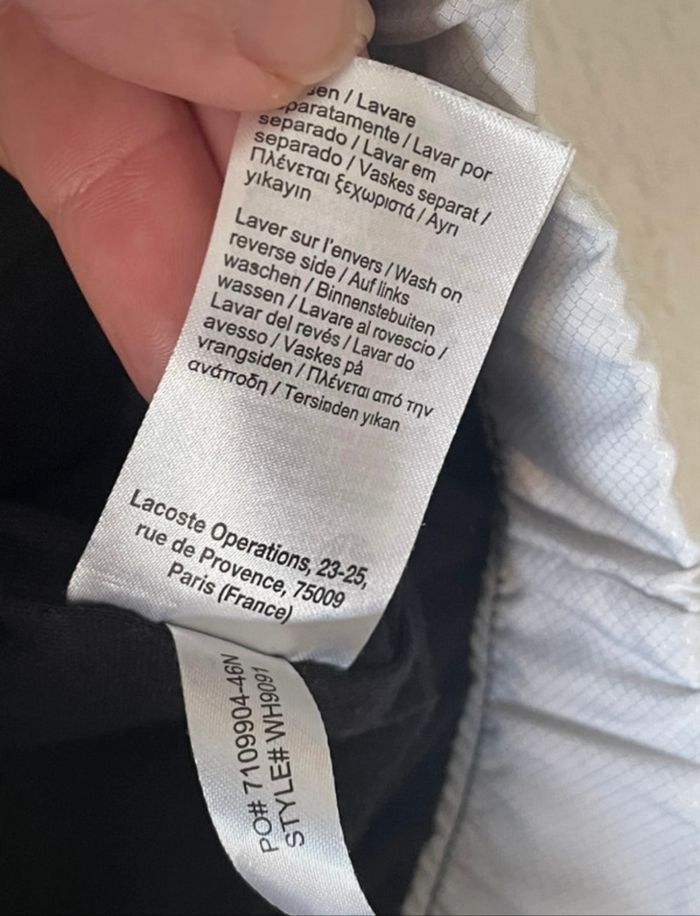 / Lavare
separatamente / Lavar por
separado / Lavar em
separado / Vaskes separat /
Πλένεται ξεχωριστά / Ayrı
yıkayın
Laver sur l'envers / Wash on
reverse side / Auf links
waschen / Binnenstebuiten
wassen / Lavare al rovescio /
Lavar del revés / Lavar do
avesso / Vaskes på
vrangsiden / Πλένεται από την
ανάποδη / Tersinden yıkan
Lacoste Operations, 23-25,
rue de Provence, 75009
Paris (France)
PO# 7109904-46N
STYLE# WH9091